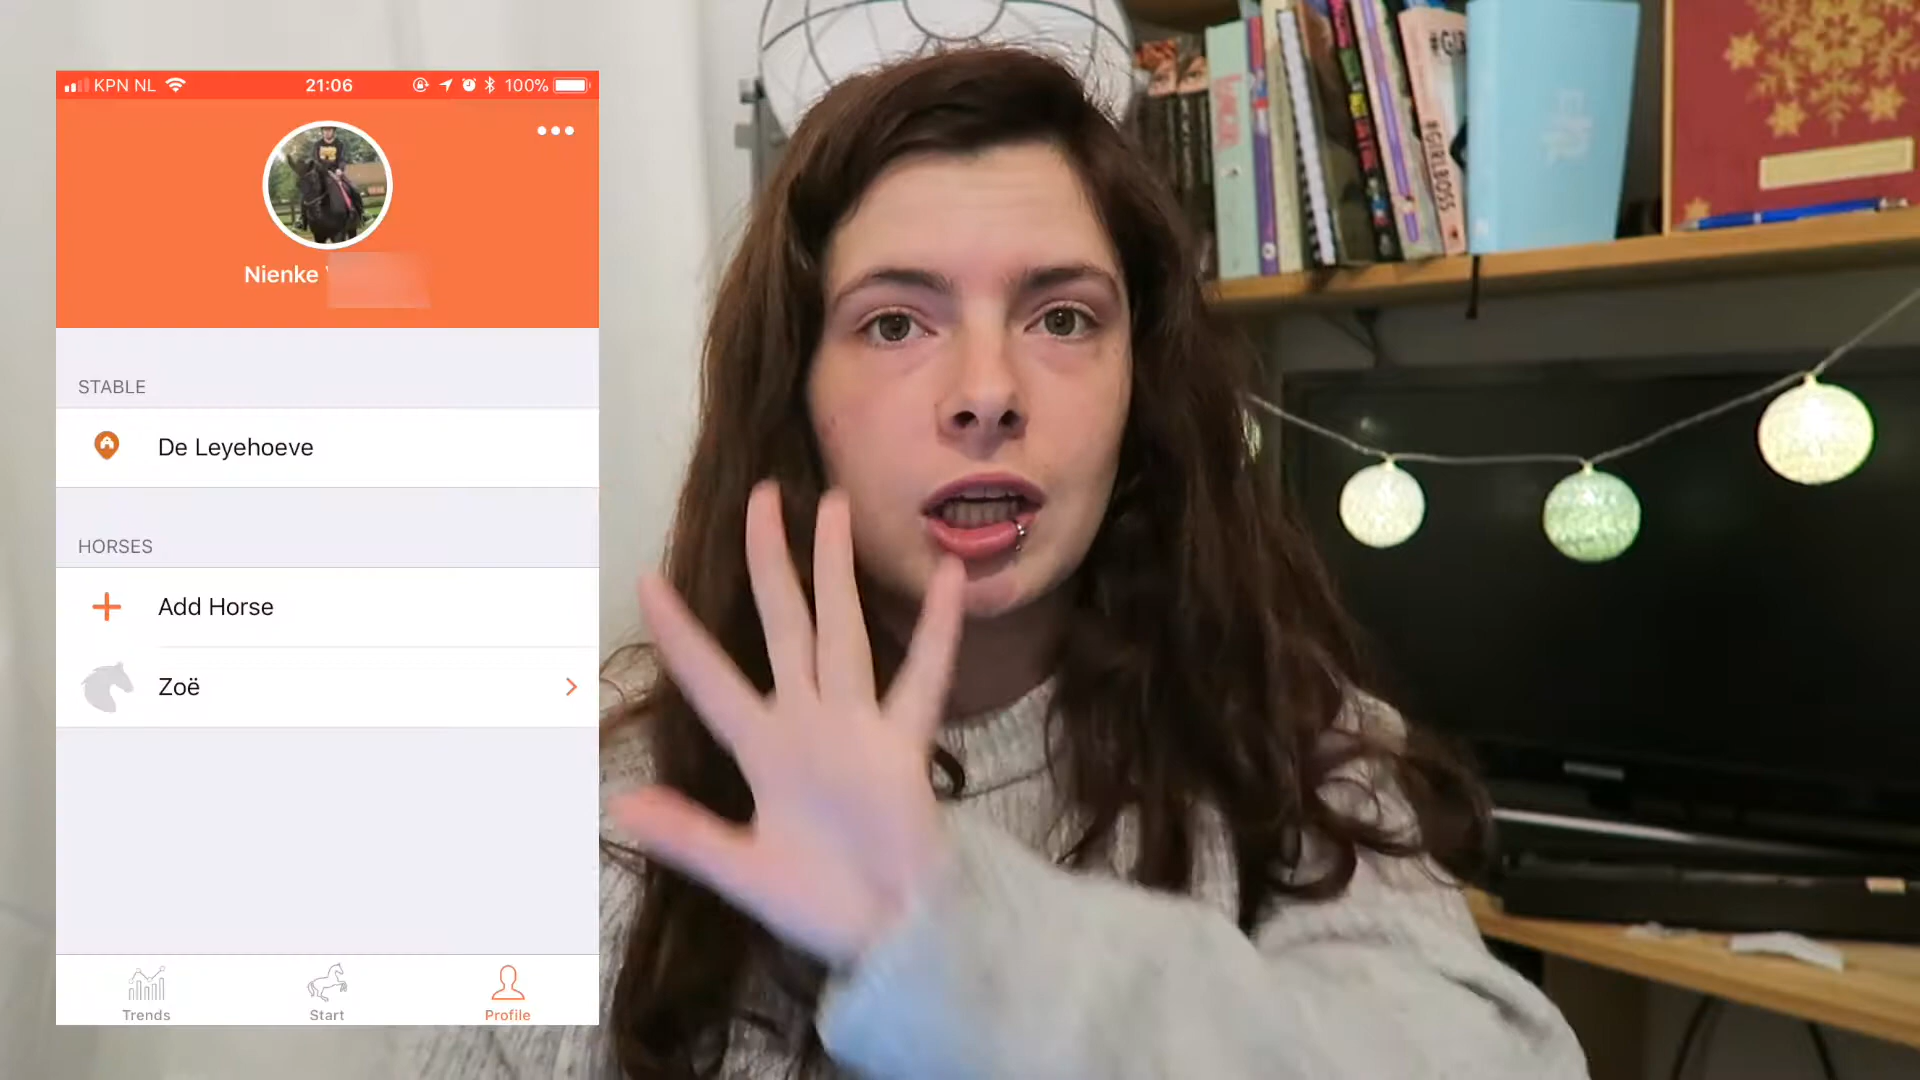 KPN NL 21:06 100%
Nienke
STABLE
De Leyehoeve
HORSES
Add Horse
Zoë
Trends Start Profile
#GIRLBOSS